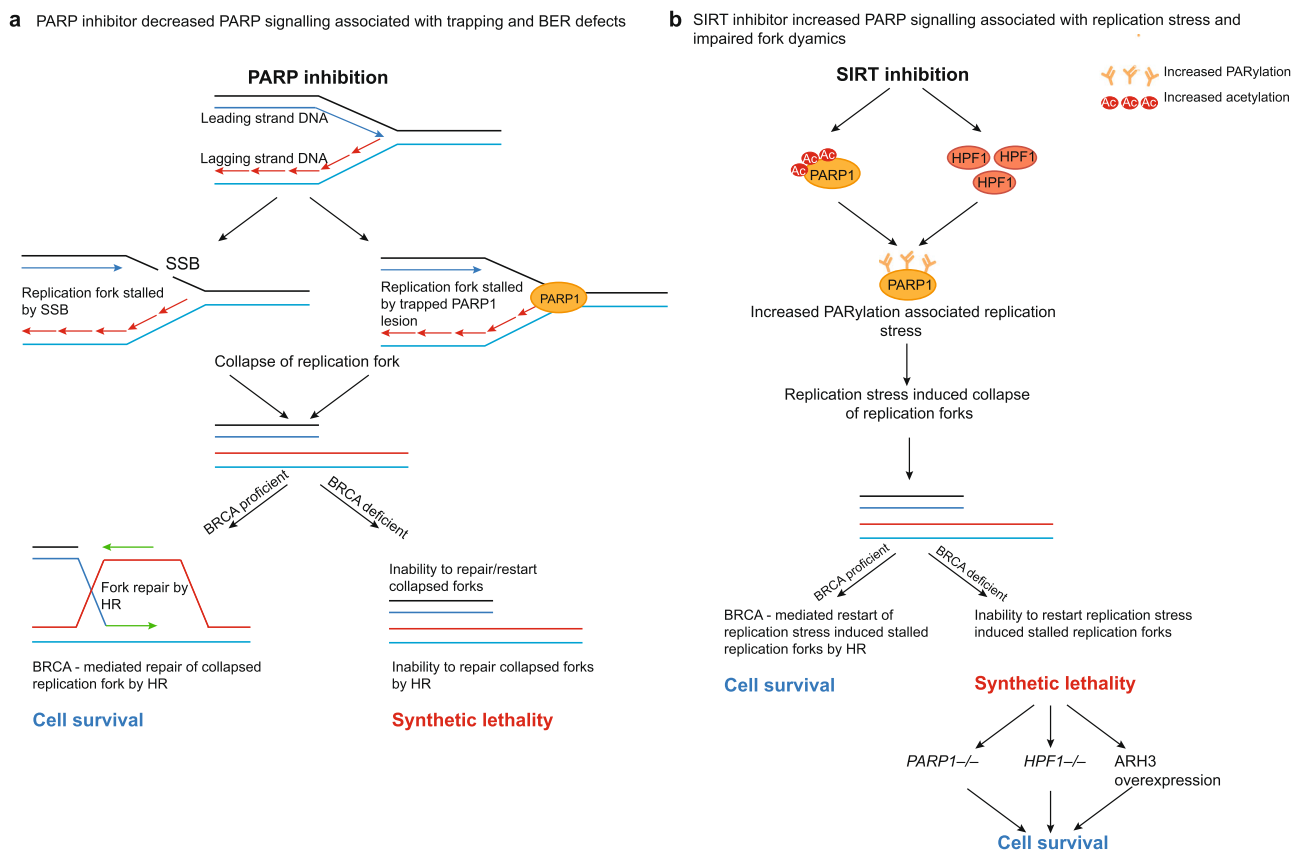 a PARP inhibitor decreased PARP signalling associated with trapping and BER defects
PARP inhibition
Leading strand DNA
Lagging strand DNA
SSB
Replication fork stalled
by SSB
Replication fork stalled
by trapped PARP1
lesion
PARP1
Collapse of replication fork
BRCA proficient
BRCA deficient
Fork repair by
HR
BRCA - mediated repair of collapsed
replication fork by HR
Cell survival
Inability to repair/restart
collapsed forks
Inability to repair collapsed forks
by HR
Synthetic lethality
b SIRT inhibitor increased PARP signalling associated with replication stress and
impaired fork dyamics
SIRT inhibition
Increased PARylation
Ac Ac Ac Increased acetylation
Ac Ac Ac
PARP1
HPF1 HPF1
HPF1
PARP1
Increased PARylation associated replication
stress
Replication stress induced collapse
of replication forks
BRCA proficient
BRCA deficient
BRCA - mediated restart of
replication stress induced stalled
replication forks by HR
Cell survival
Inability to restart replication stress
induced stalled replication forks
Synthetic lethality
PARP1–/–
HPF1–/–
ARH3
overexpression
Cell survival